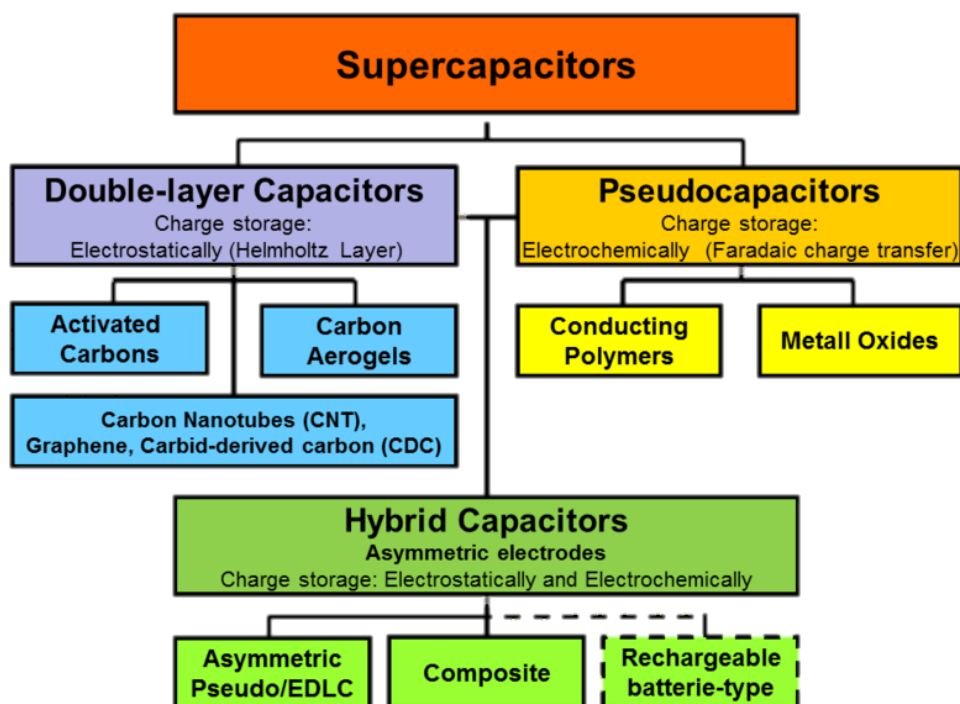 Supercapacitors
Double-layer Capacitors
Charge storage:
Electrostatically (Helmholtz Layer)
Pseudocapacitors
Charge storage:
Electrochemically (Faradaic charge transfer)
Activated
Carbons
Carbon
Aerogels
Conducting
Polymers
Metall Oxides
Carbon Nanotubes (CNT),
Graphene, Carbid-derived carbon (CDC)
Hybrid Capacitors
Asymmetric electrodes
Charge storage: Electrostatically and Electrochemically
Asymmetric
Pseudo/EDLC
Composite
Rechargeable
batterie-type